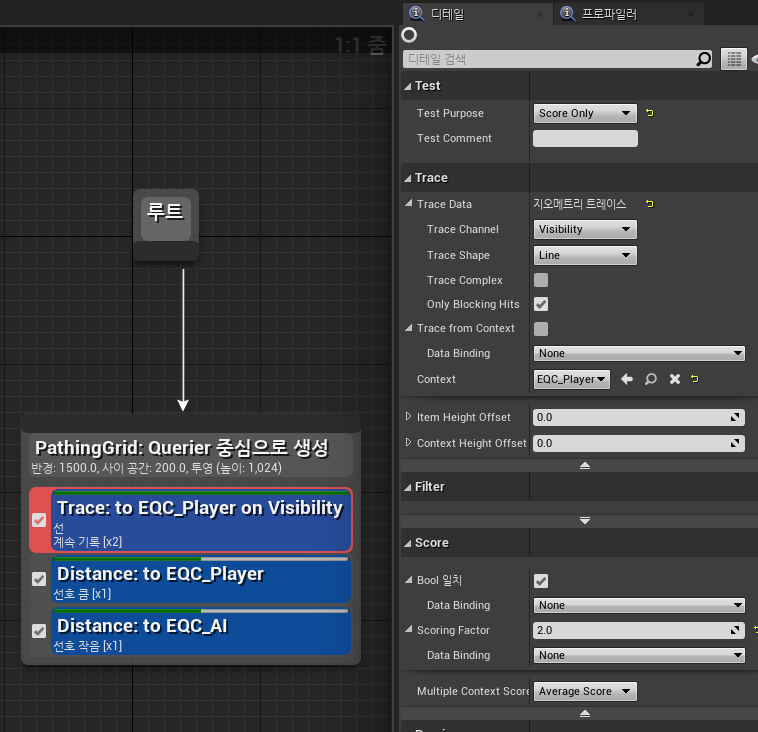 디테일
프로파일러
1:1 줌
디테일 검색
Test
Test Purpose
Score Only
Test Comment
Trace
Trace Data
지오메트리 트레이스
Trace Channel
Visibility
Trace Shape
Line
Trace Complex
Only Blocking Hits
Trace from Context
Data Binding
None
Context
EQC_Player
Item Height Offset
0.0
Context Height Offset
0.0
Filter
Score
Bool 일치
Data Binding
None
Scoring Factor
2.0
Data Binding
None
Multiple Context Score
Average Score
루트
PathingGrid: Querier 중심으로 생성
반경: 1500.0, 사이 공간: 200.0, 투영 (높이: 1,024)
Trace: to EQC_Player on Visibility
선
계속 기록 [x2]
Distance: to EQC_Player
선호 큼 [x1]
Distance: to EQC_AI
선호 작음 [x1]